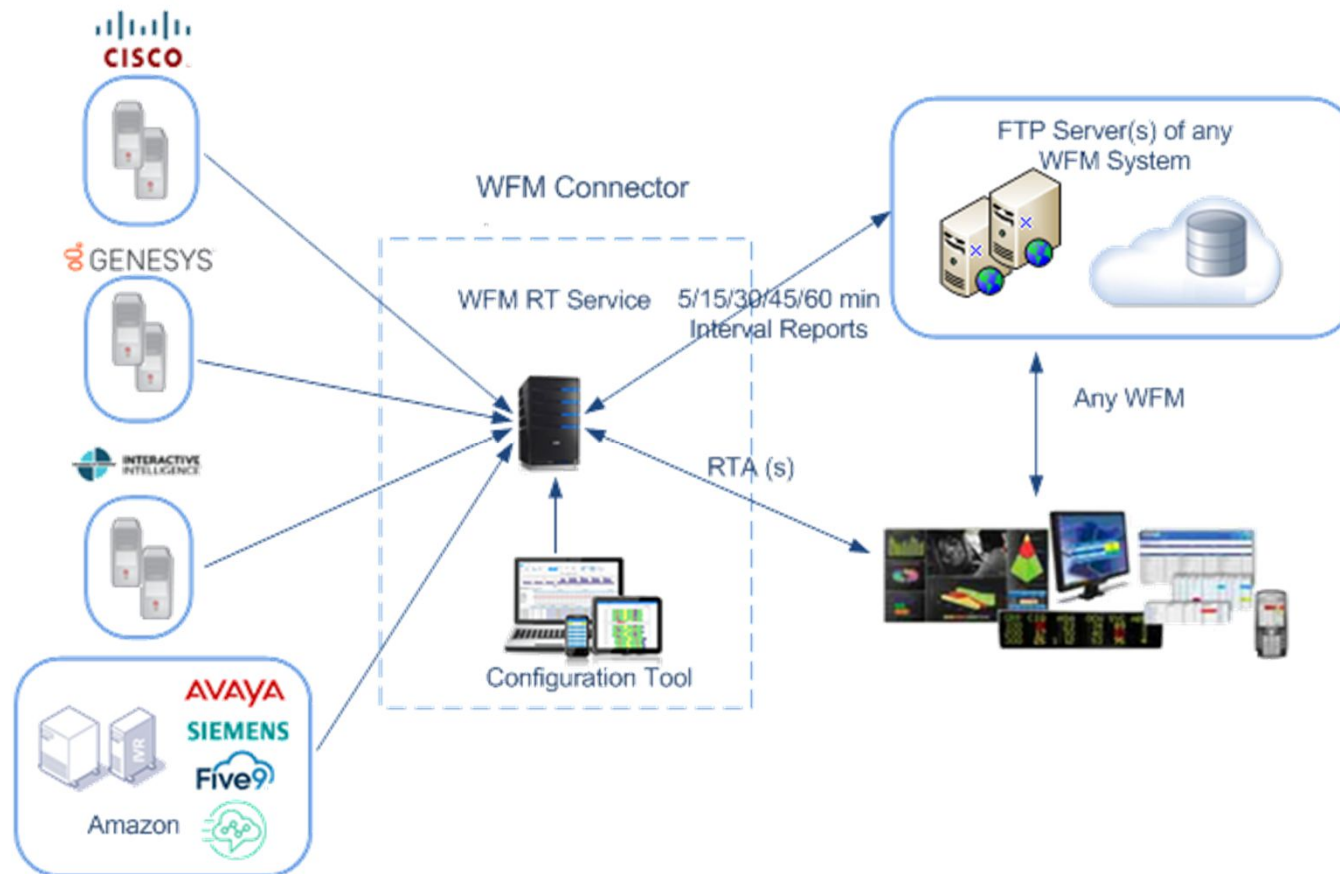 CISCO
GENESYS
INTERACTIVE
INTELLIGENCE
AVAYA
SIEMENS
Five9
IVR
Amazon
WFM Connector
WFM RT Service
5/15/30/45/60 min
Interval Reports
RTA (s)
Configuration Tool
FTP Server(s) of any
WFM System
Any WFM